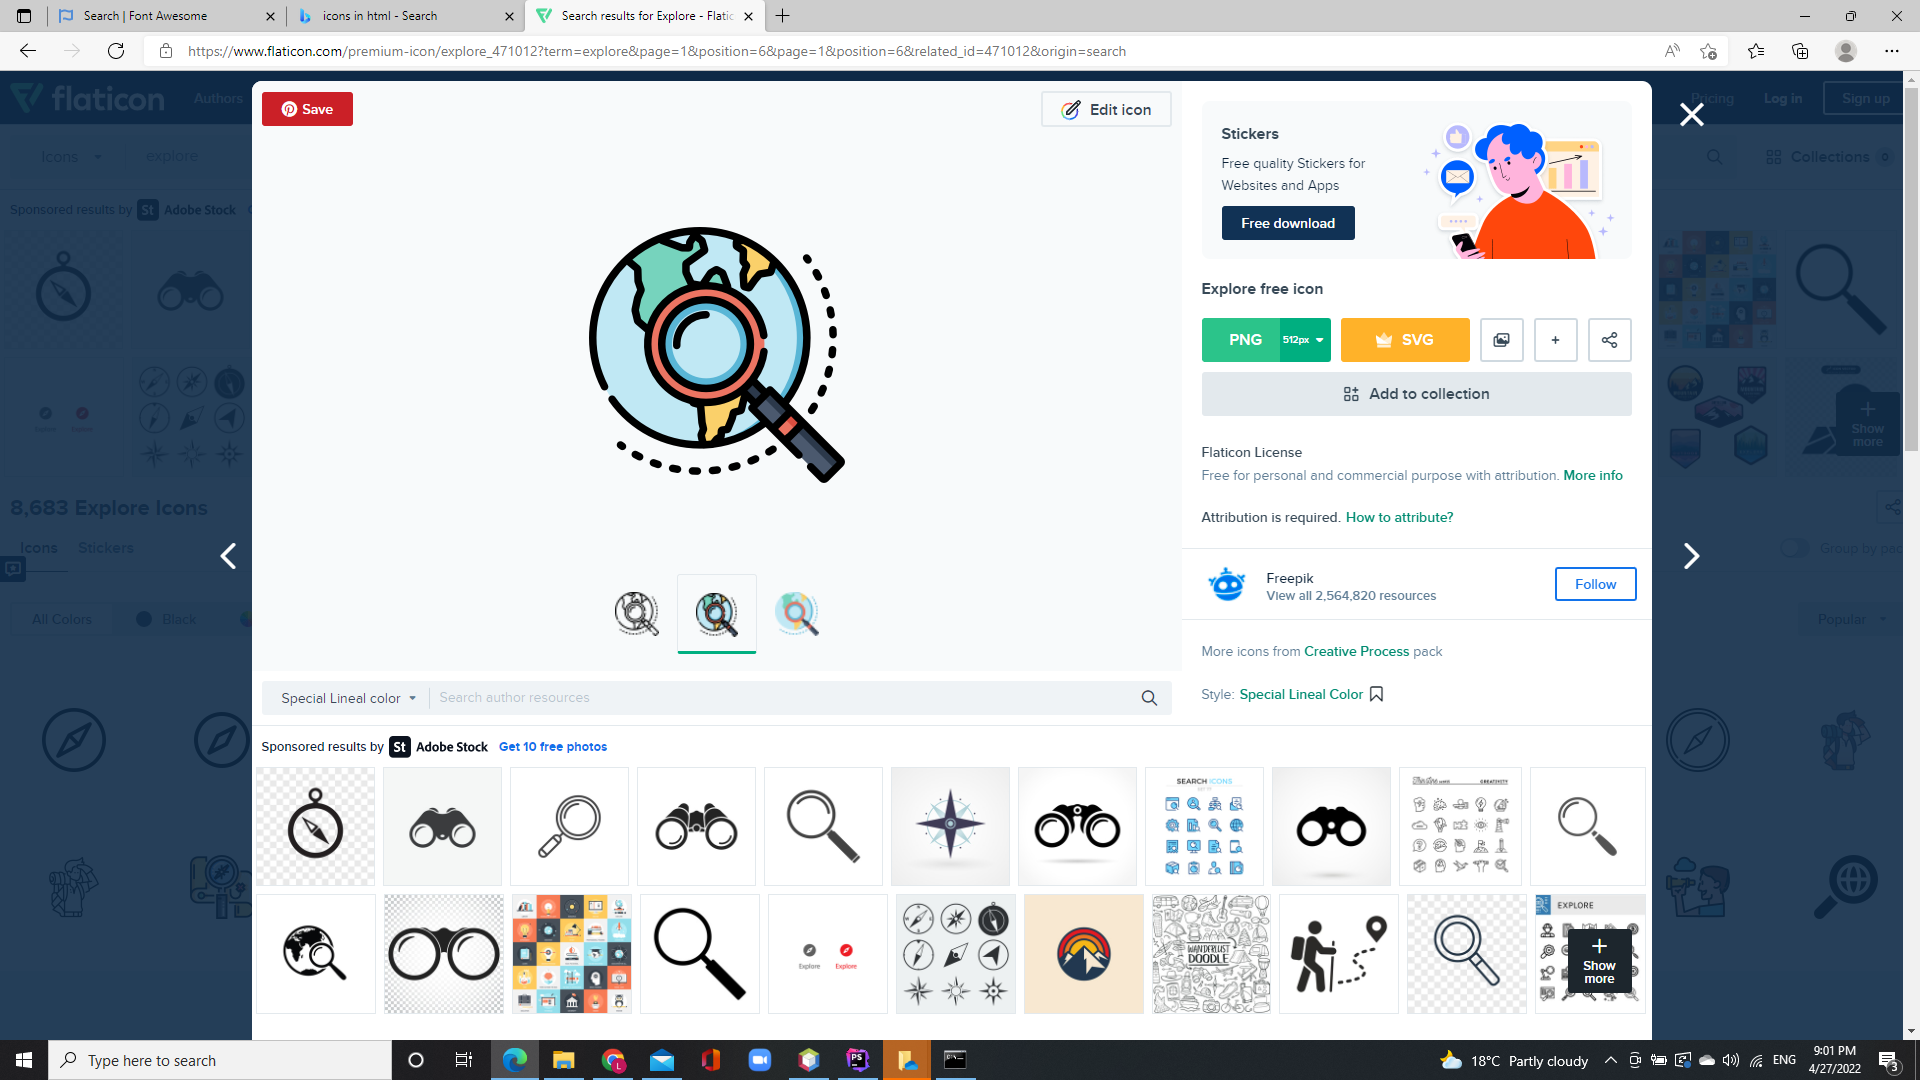 Search | Font Awesome
icons in html - Search
Search results for Explore - Flatic
https://www.flaticon.com/premium-icon/explore_471012?term=explore&page=1&position=6&page=1&position=6&related_id=471012&origin=search
flaticon
Authors
Pricing
Log in
Sign up
Save
Edit icon
Icons
explore
Collections
0
Sponsored results by St Adobe Stock
Stickers
Free quality Stickers for
Websites and Apps
Free download
Explore free icon
PNG
512px
SVG
+
Add to collection
Flaticon License
Free for personal and commercial purpose with attribution. More info
Attribution is required. How to attribute?
+
Show
more
8,683 Explore Icons
Icons
Stickers
Group by pac
Freepik
View all 2,564,820 resources
Follow
All Colors
Black
Popular
More icons from Creative Process pack
Style: Special Lineal Color
Special Lineal color
Search author resources
Sponsored results by St Adobe Stock Get 10 free photos
SEARCH ICONS
CREATIVITY
Explore
Explore
WANDERLUST
DOODLE
EXPLORE
+
Show
more
Type here to search
PS
18°C Partly cloudy
ENG
9:01 PM
4/27/2022
3